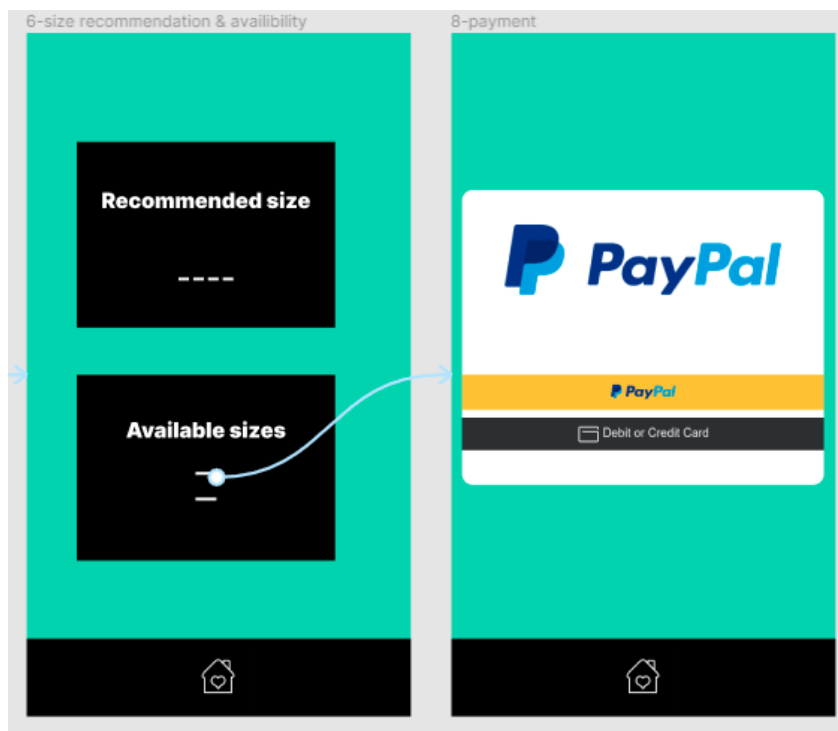 6-size recommendation & availibility
Recommended size
----
Available sizes
—
—
8-payment
PayPal
PayPal
Debit or Credit Card